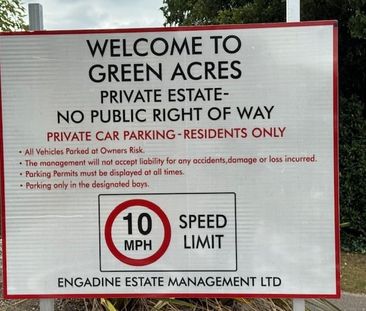 WELCOME TO
GREEN ACRES
PRIVATE ESTATE-
NO PUBLIC RIGHT OF WAY
PRIVATE CAR PARKING-RESIDENTS ONLY
• All Vehicles Parked at Owners Risk.
• The management will not accept liability for any accidents,damage or loss incurred.
• Parking Permits must be displayed at all times.
• Parking only in the designated bays.
10
MPH
SPEED
LIMIT
ENGADINE ESTATE MANAGEMENT LTD